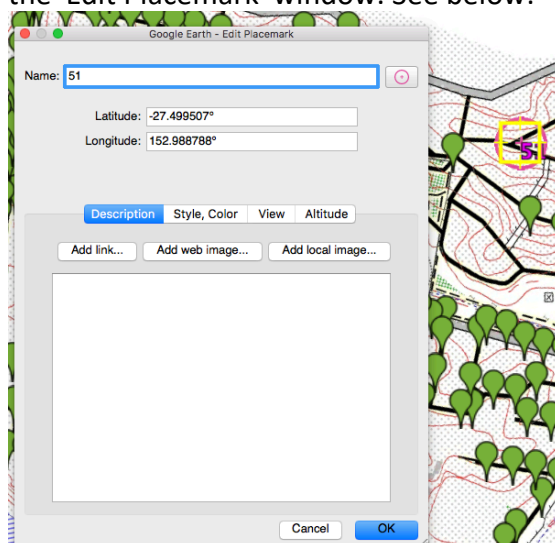 the 'Edit Placemark' window. See below:
Google Earth - Edit Placemark
Name: 51
Latitude: -27.499507°
Longitude: 152.988788°
Description Style, Color View Altitude
Add link... Add web image... Add local image...
Cancel OK